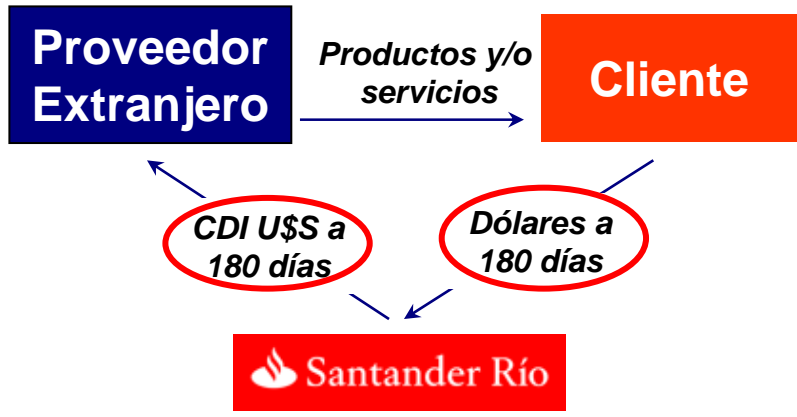 Proveedor
Extranjero
Productos y/o
servicios
Cliente
CDI U$S a
180 días
Dólares a
180 días
Santander Río